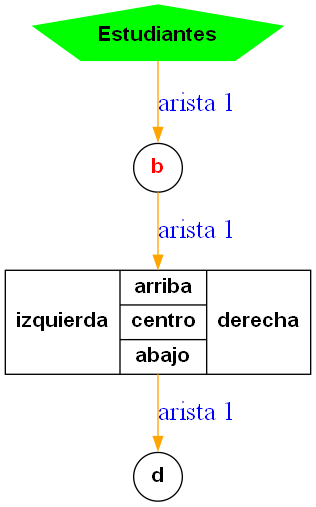 Estudiantes
arista 1
b
arista 1
arriba
izquierda centro derecha
abajo
arista 1
d